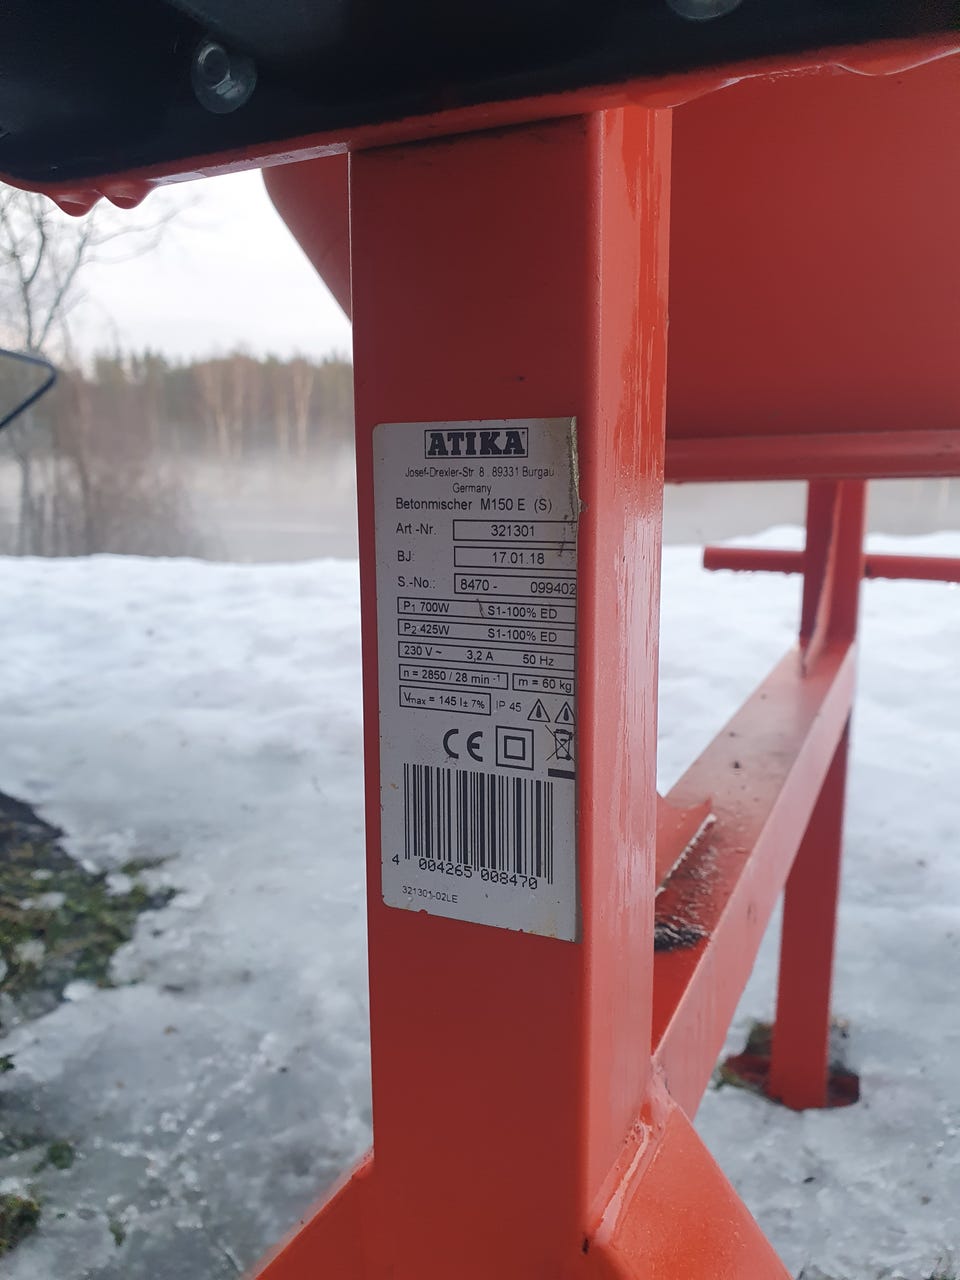 ATIKA
Josef-Drexler-Str 8 . 89331 Burgau
Germany
Betonmischer M150 E (S)
Art-Nr. 321301
BJ: 17.01.18
S.-No.: 8470 - 099402
P1 700W S1-100% ED
P2 425W S1-100% ED
230 V ~ 3,2 A 50 Hz
n = 2850 / 28 min -1 m = 60 kg
Vmax = 145 l± 7% IP 45
CE
4 004265 008470
321301-02LE